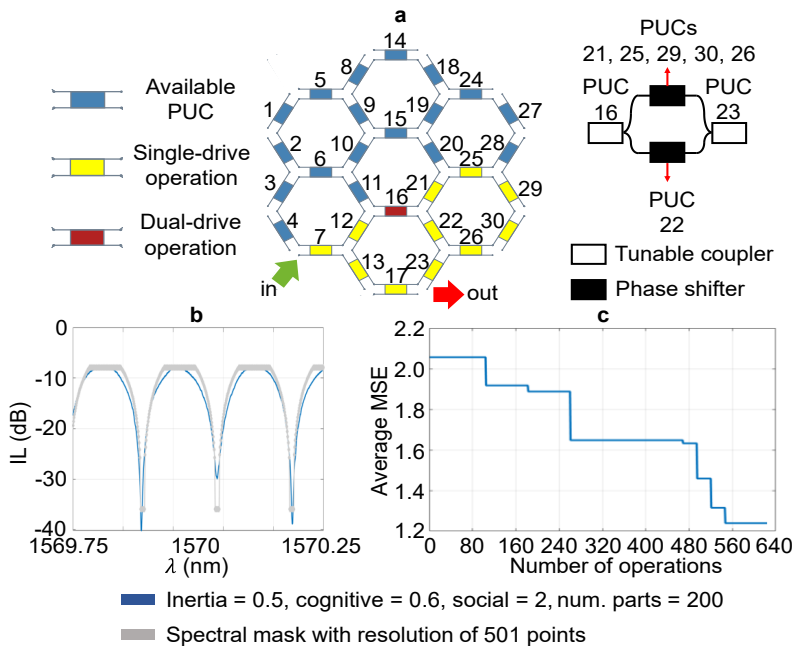 a
Available
PUC
Single-drive
operation
Dual-drive
operation
14
8
18
5
24
1
9
19
27
15
2
10
20
28
6
25
3
11
21
29
16
4
12
22
30
7
26
13
17
23
in
out
PUCs
21, 25, 29, 30, 26
PUC
16
PUC
23
PUC
22
Tunable coupler
Phase shifter
b
0
-10
-20
-30
-40
IL (dB)
1569.75
1570
1570.25
λ (nm)
c
2.2
2.0
1.8
1.6
1.4
1.2
Average MSE
0
80
160
240
320
400
480
560
640
Number of operations
Inertia = 0.5, cognitive = 0.6, social = 2, num. parts = 200
Spectral mask with resolution of 501 points